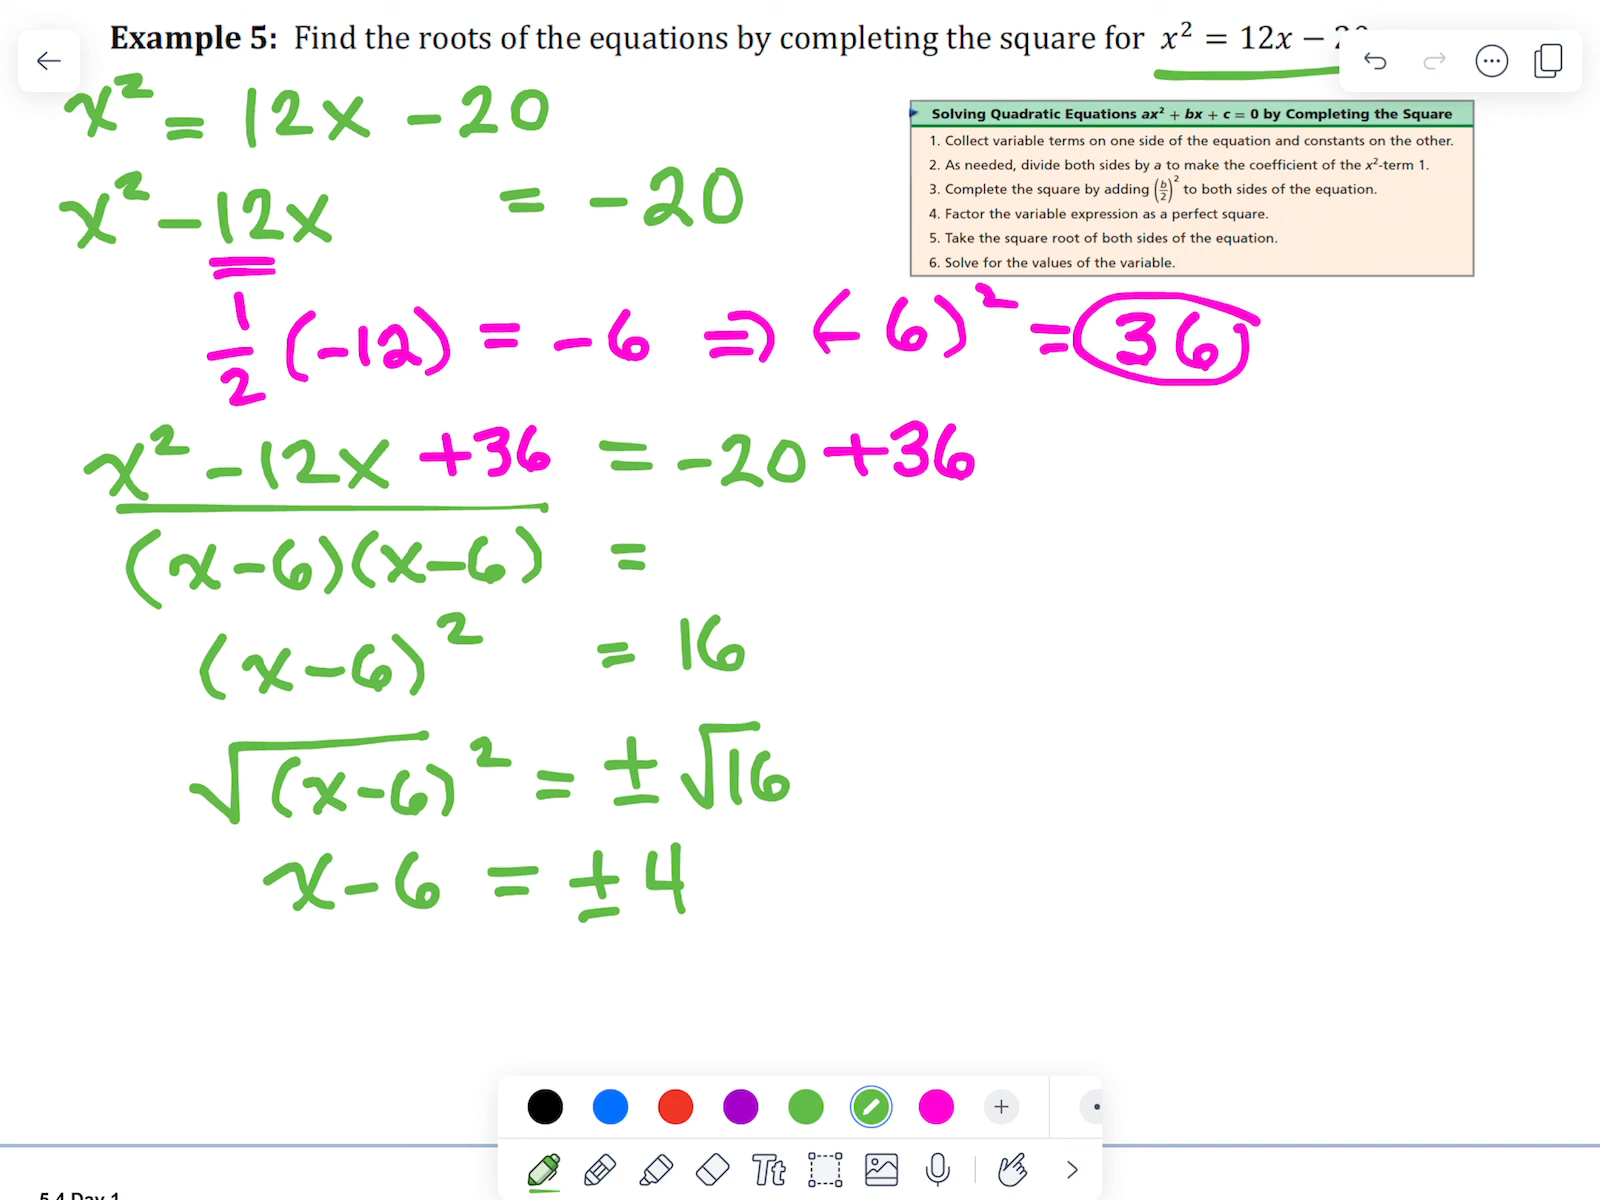 Example 5: Find the roots of the equations by completing the square for x² = 12x −
x² = 12x - 20
Solving Quadratic Equations ax² + bx + c = 0 by Completing the Square
1. Collect variable terms on one side of the equation and constants on the other.
2. As needed, divide both sides by a to make the coefficient of the x²-term 1.
3. Complete the square by adding (b/2)² to both sides of the equation.
4. Factor the variable expression as a perfect square.
5. Take the square root of both sides of the equation.
6. Solve for the values of the variable.
x² - 12x = -20
1/2 (-12) = -6 ⇒ (-6)² = 36
x² - 12x + 36 = -20 + 36
(x-6)(x-6) =
(x-6)² = 16
√(x-6)² = ± √16
x - 6 = ± 4
Tt
5.4 Day 1